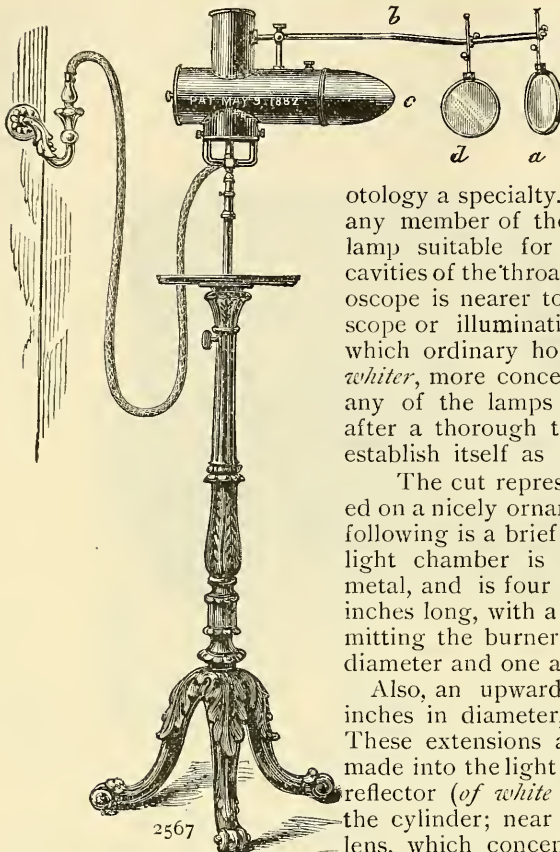 b
PAT. MAY 9. 1882.
c
d a
otology a specialty.
any member of the
lamp suitable for
cavities of the throa
oscope is nearer to
scope or illuminati
which ordinary ho
whiter, more conce
any of the lamps
after a thorough t
establish itself as
The cut repres
ed on a nicely ornar
following is a brief
light chamber is
metal, and is four
inches long, with a
mitting the burner
diameter and one a
Also, an upward
inches in diameter,
These extensions a
made into the light
reflector (of white
the cylinder; near
lens, which concen
2567